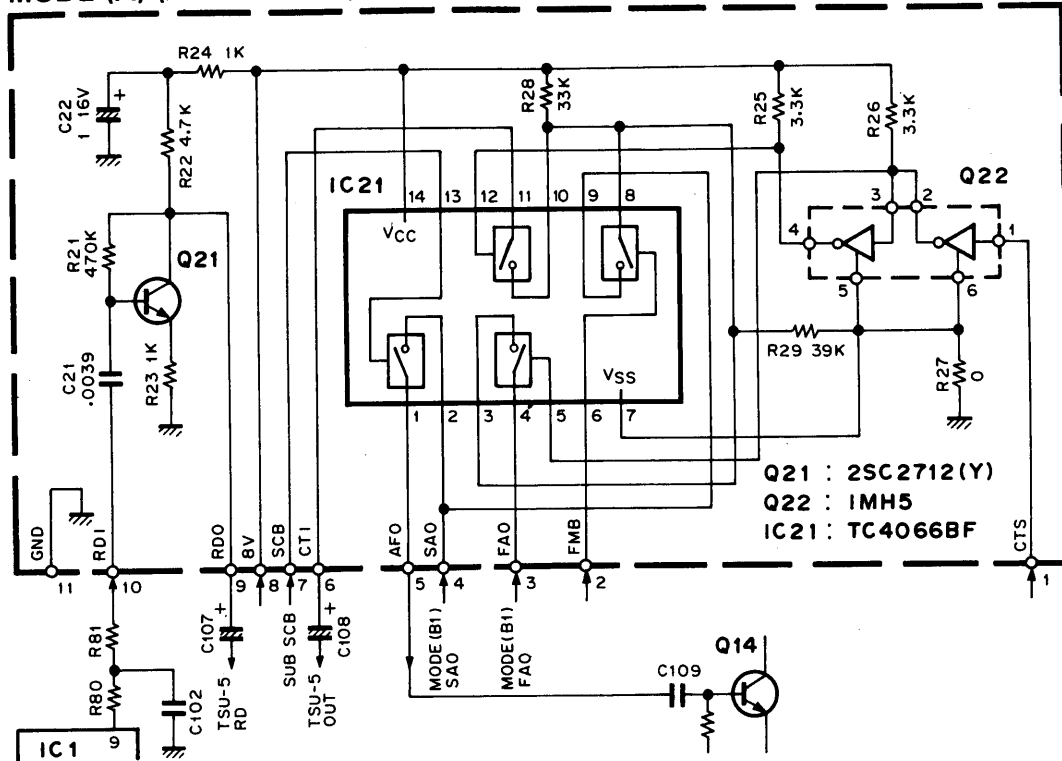 R24 1K
C22
1 16V
+
R22 4.7K
R28
33K
R25
3.3K
R26
3.3K
IC21
14 13 12 11 10 9 8
Q22
3 2
4 1
5 6
VCC
R21
470K
Q21
R29 39K
R27
0
C21
.0039
R23 1K
VSS
1 2 3 4 5 6 7
Q21 : 2SC2712(Y)
Q22 : IMH5
IC21 : TC4066BF
GND
RDI
RDO
8V
SCB
CTI
AFO
SAO
FAO
FMB
CTS
11 10 9 8 7 6 5 4 3 2 1
R81
C107
+
SUB SCB
+
C108
MODE(B1)
SAO
MODE(B1)
FAO
Q14
C109
TSU-5
RD
TSU-5
OUT
R80
C102
IC1
9